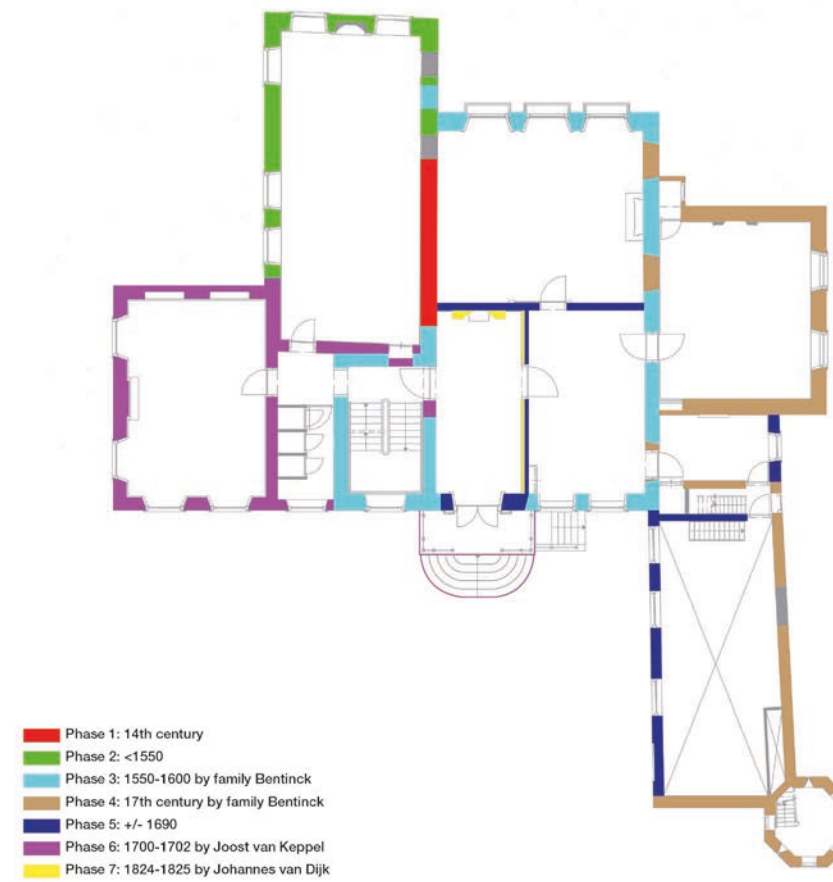 Phase 1: 14th century
Phase 2: <1550
Phase 3: 1550-1600 by family Bentinck
Phase 4: 17th century by family Bentinck
Phase 5: +/- 1690
Phase 6: 1700-1702 by Joost van Keppel
Phase 7: 1824-1825 by Johannes van Dijk